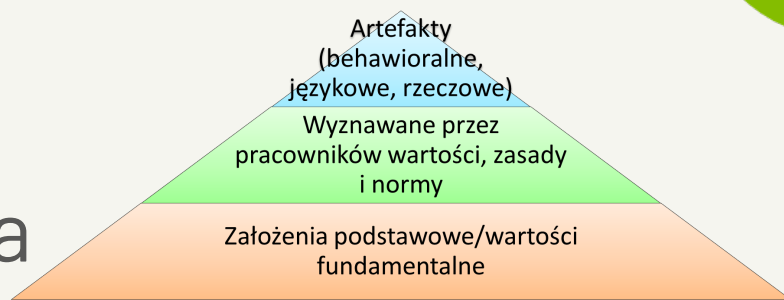 Artefakty
(behawioralne,
językowe, rzeczowe)
Wyznawane przez
pracowników wartości, zasady
i normy
a
Założenia podstawowe/wartości
fundamentalne